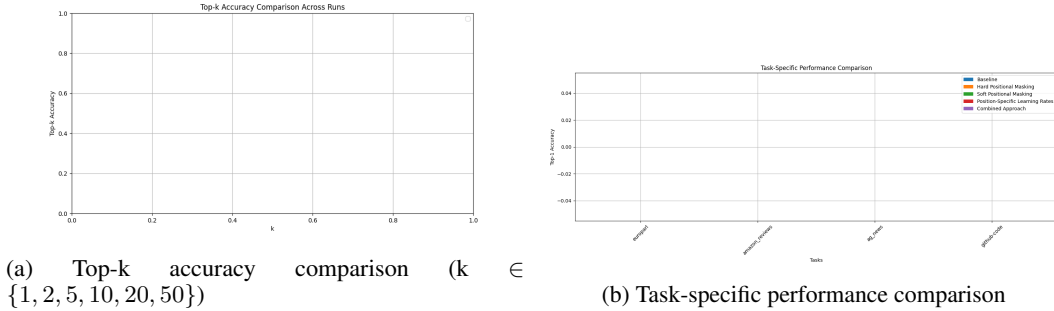 Top-k Accuracy Comparison Across Runs
Top-k Accuracy
1.0
0.8
0.6
0.4
0.2
0.0
0.0 0.2 0.4 0.6 0.8 1.0
k
(a) Top-k accuracy comparison (k ∈
{1, 2, 5, 10, 20, 50})
Task-Specific Performance Comparison
Baseline
Hard Positional Masking
Soft Positional Masking
Position-Specific Learning Rates
Combined Approach
Top-1 Accuracy
0.04
0.02
0.00
−0.02
−0.04
europarl amazon_reviews ag_news github-code
Tasks
(b) Task-specific performance comparison